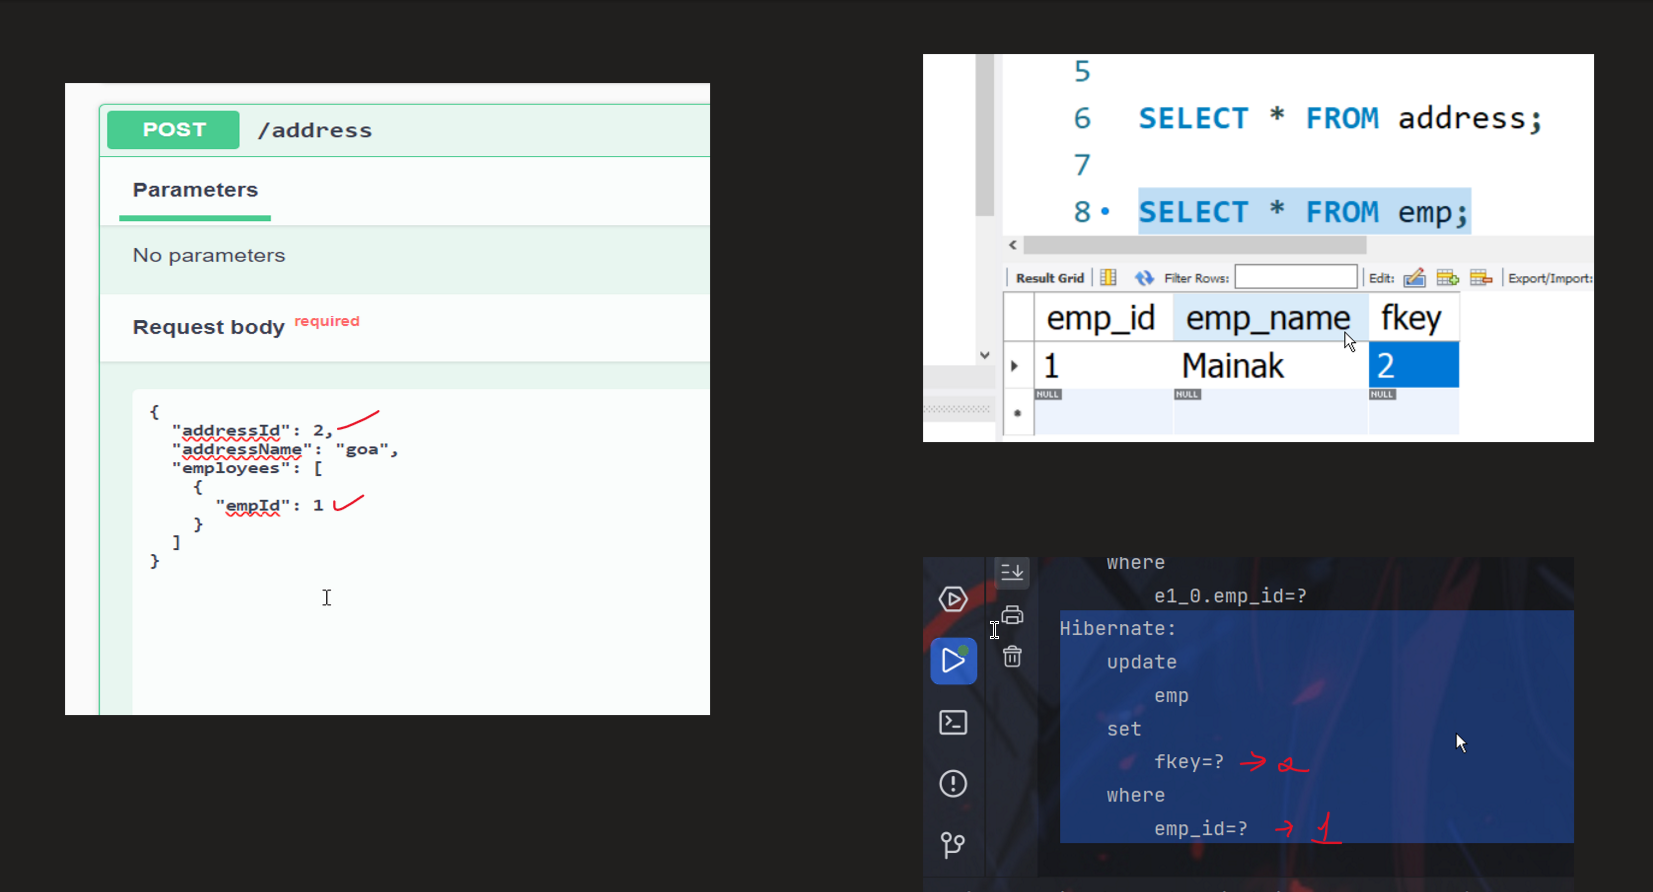 POST /address
Parameters
No parameters
Request body required
{
"addressId": 2,
"addressName": "goa",
"employees": [
{
"empId": 1
}
]
}
5
6 SELECT * FROM address;
7
8 SELECT * FROM emp;
Result Grid Filter Rows: Edit: Export/Import:
emp_id emp_name fkey
1 Mainak 2
NULL NULL NULL
where
e1_0.emp_id=?
Hibernate:
update
emp
set
fkey=? → 2
where
emp_id=? → 1